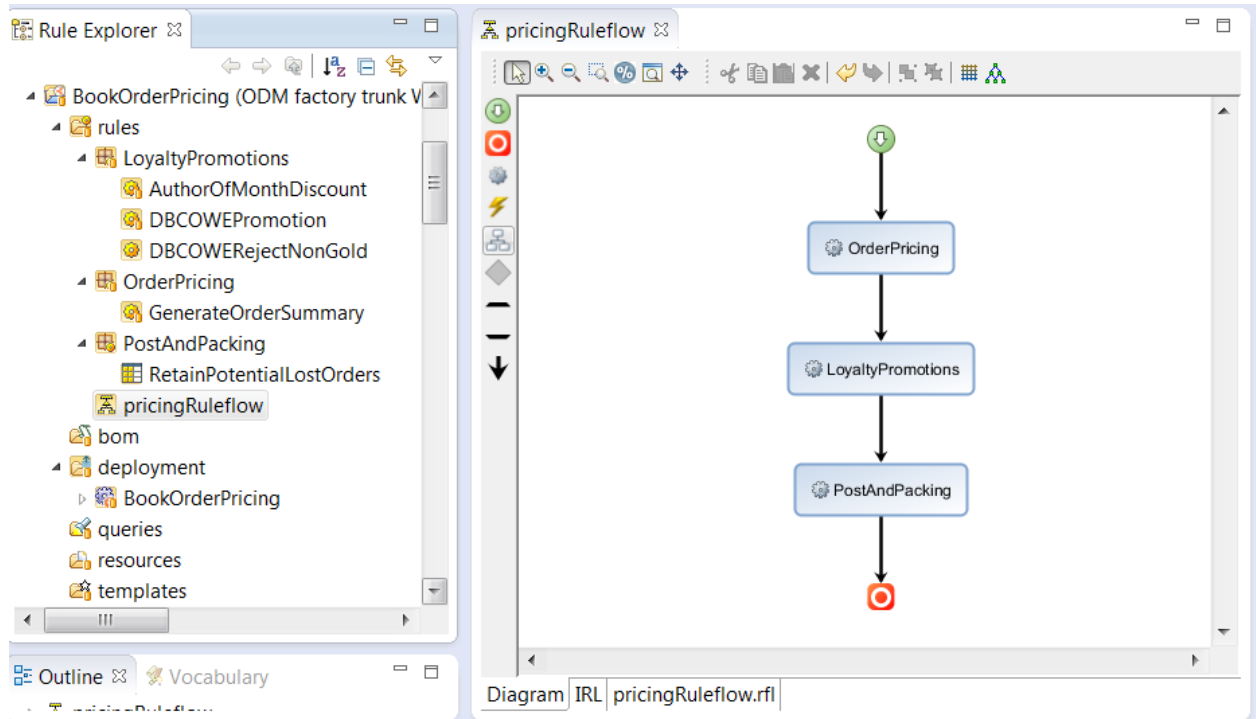 Rule Explorer
BookOrderPricing (ODM factory trunk
rules
LoyaltyPromotions
AuthorOfMonthDiscount
DBCOWEPromotion
DBCOWERejectNonGold
OrderPricing
GenerateOrderSummary
PostAndPacking
RetainPotentialLostOrders
pricingRuleflow
bom
deployment
BookOrderPricing
queries
resources
templates
Outline
Vocabulary
pricingRuleflow
pricingRuleflow
OrderPricing
LoyaltyPromotions
PostAndPacking
Diagram IRL pricingRuleflow.rfl